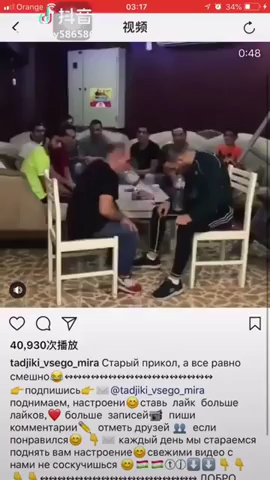 Orange
03:17
34%
抖音
视频
0:48
40,930次播放
tadjiki_vsego_mira Старый прикол, а все равно
смешно😂
👉подпишись👉✉️@tadjiki_vsego_mira
поднимаем, настроени😊ставь лайк больше
лайков,❤️ больше записей📹 пиши
комментарии✏️ отметь друзей👥 если
понравился😊👇✉️ каждый день мы стараемся
поднять вам настроение😊свежими видео с
нами не соскучишься😊